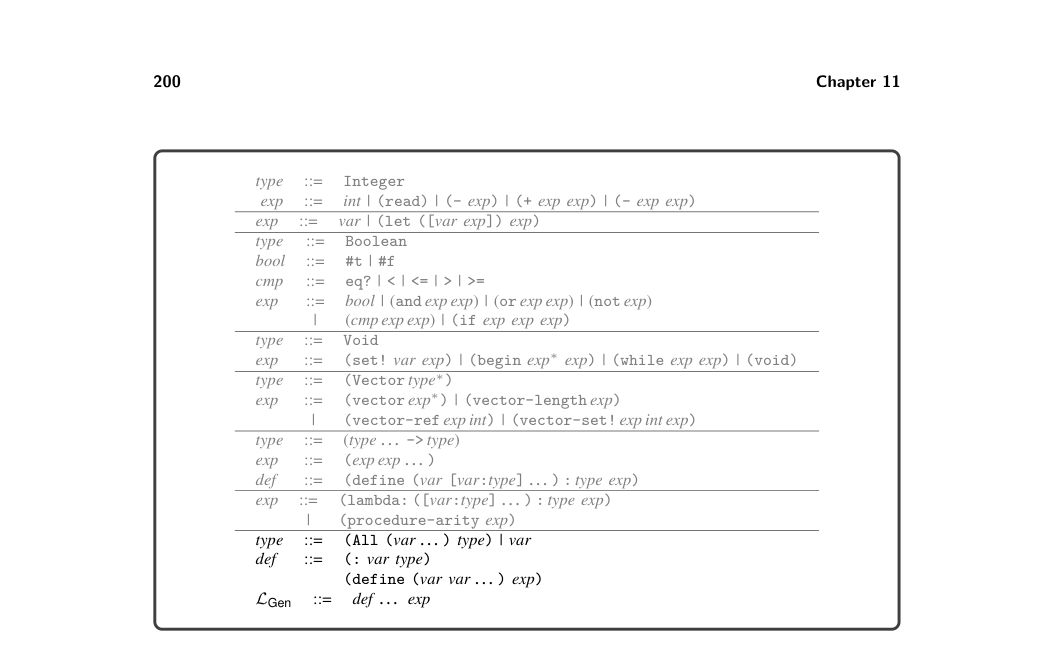 200 Chapter 11
type ::= Integer
exp ::= int | (read) | (- exp) | (+ exp exp) | (- exp exp)
exp ::= var | (let ([var exp]) exp)
type ::= Boolean
bool ::= #t | #f
cmp ::= eq? | < | <= | > | >=
exp ::= bool | (and exp exp) | (or exp exp) | (not exp)
| (cmp exp exp) | (if exp exp exp)
type ::= Void
exp ::= (set! var exp) | (begin exp* exp) | (while exp exp) | (void)
type ::= (Vector type*)
exp ::= (vector exp*) | (vector-length exp)
| (vector-ref exp int) | (vector-set! exp int exp)
type ::= (type ... -> type)
exp ::= (exp exp ...)
def ::= (define (var [var:type] ...) : type exp)
exp ::= (lambda: ([var:type] ...) : type exp)
| (procedure-arity exp)
type ::= (All (var ...) type) | var
def ::= (: var type)
(define (var var ...) exp)
ℒGen ::= def ... exp